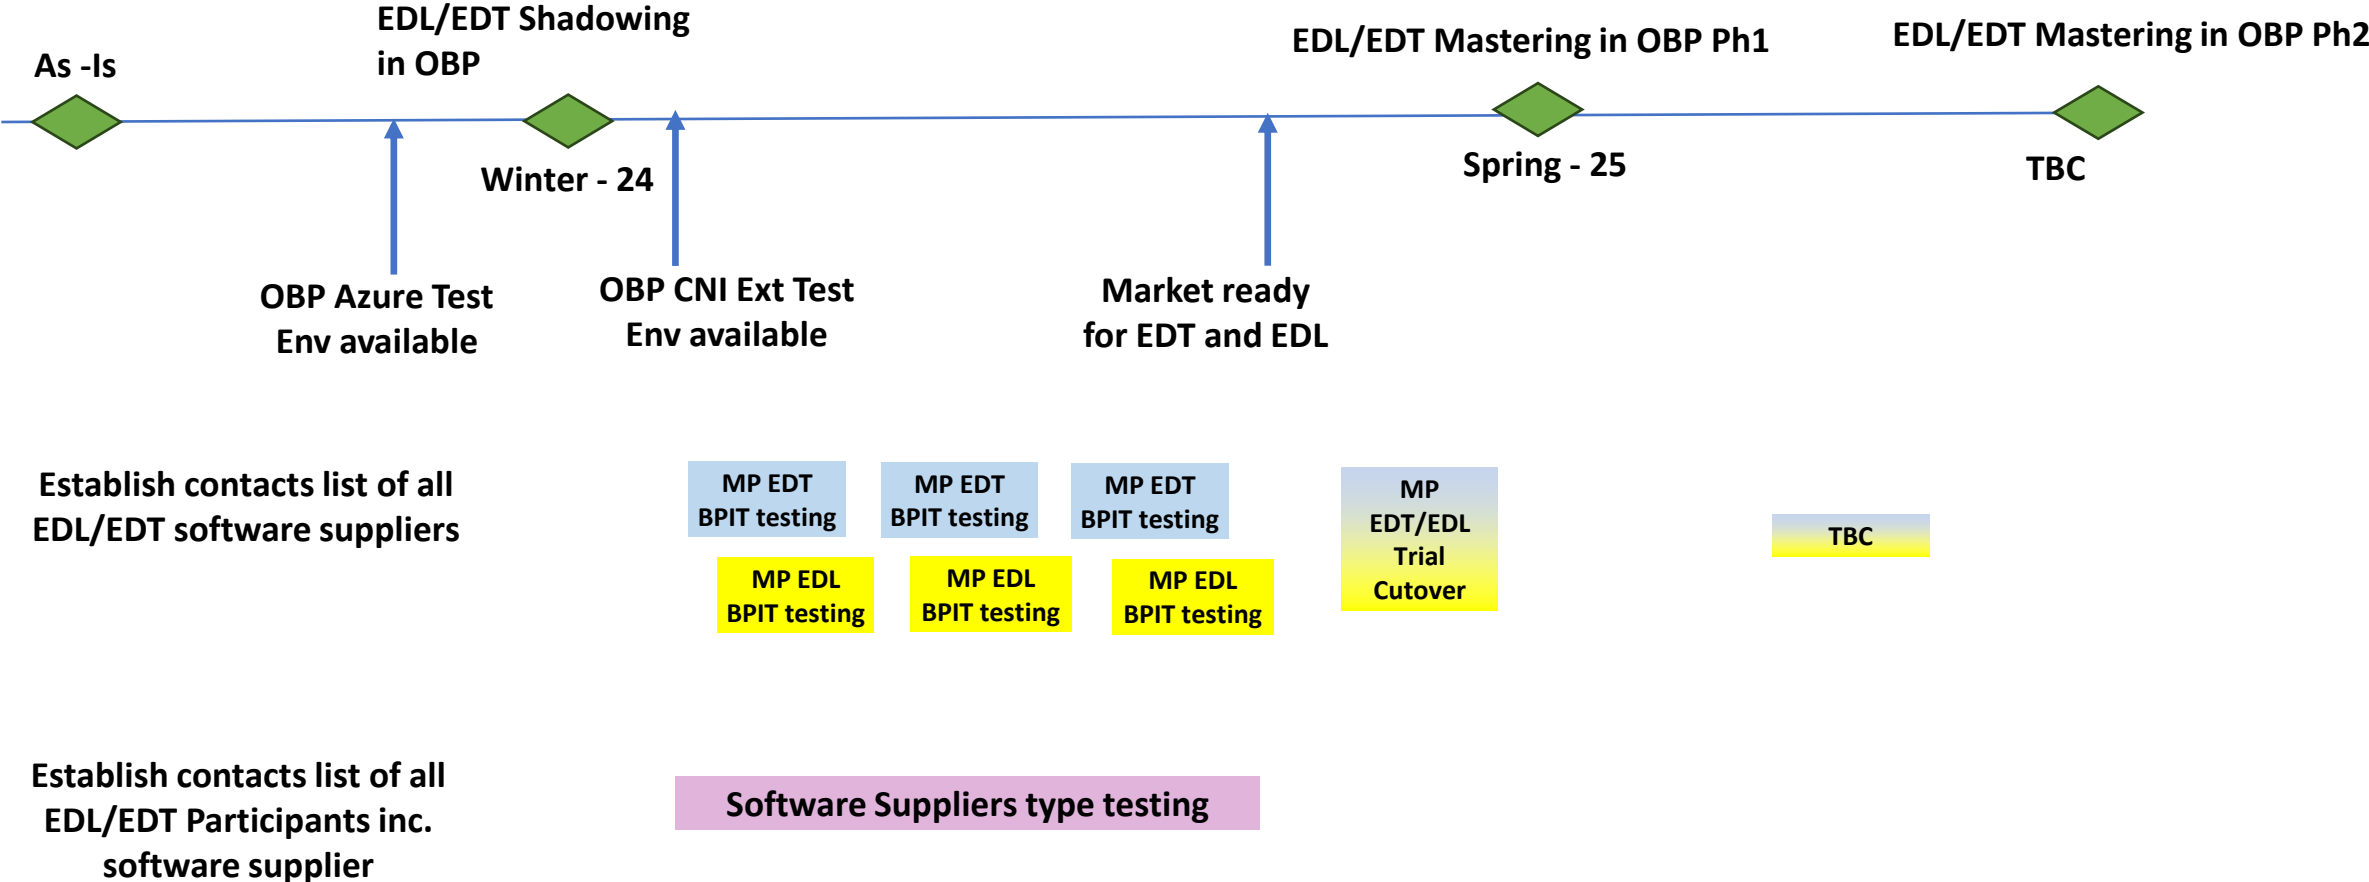 EDL/EDT Shadowing
in OBP
As -Is
EDL/EDT Mastering in OBP Ph1
EDL/EDT Mastering in OBP Ph2
Winter - 24
Spring - 25
TBC
OBP Azure Test
Env available
OBP CNI Ext Test
Env available
Market ready
for EDT and EDL
Establish contacts list of all
EDL/EDT software suppliers
MP EDT
BPIT testing
MP EDT
BPIT testing
MP EDT
BPIT testing
MP EDL
BPIT testing
MP EDL
BPIT testing
MP EDL
BPIT testing
MP
EDT/EDL
Trial
Cutover
TBC
Establish contacts list of all
EDL/EDT Participants inc.
software supplier
Software Suppliers type testing